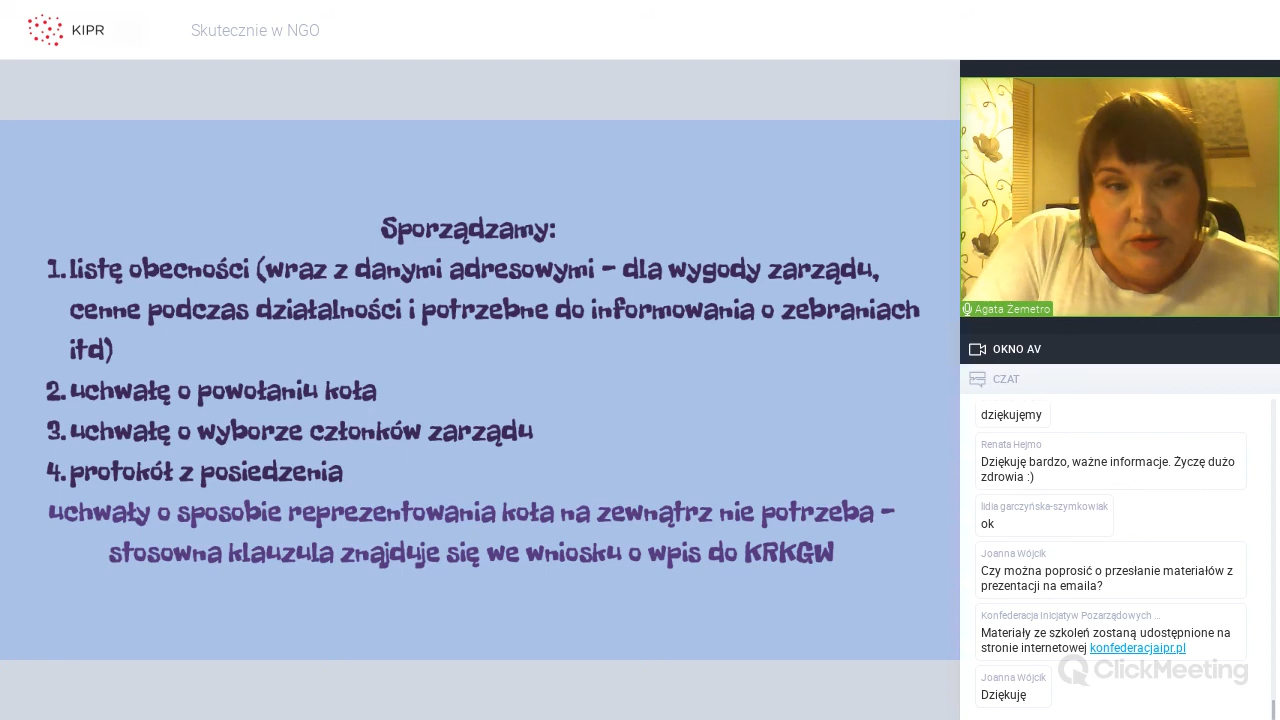 KIPR
Skutecznie w NGO
Sporządzamy:
1. listę obecności (wraz z danymi adresowymi - dla wygody zarządu,
cenne podczas działalności i potrzebne do informowania o zebraniach
itd)
2. uchwałę o powołaniu koła
3. uchwałę o wyborze członków zarządu
4. protokół z posiedzenia
uchwały o sposobie reprezentowania koła na zewnątrz nie potrzeba -
stosowna klauzula znajduje się we wniosku o wpis do KRKGW
Agata Żemetro
OKNO AV
CZAT
dziękujęmy
Renata Hejmo
Dziękuję bardzo, ważne informacje. Życzę dużo
zdrowia :)
lidia garczyńska-szymkowiak
ok
Joanna Wójcik
Czy można poprosić o przesłanie materiałów z
prezentacji na emaila?
Konfederacja Inicjatyw Pozarządowych ...
Materiały ze szkoleń zostaną udostępnione na
stronie internetowej konfederacjaipr.pl
ClickMeeting
Joanna Wójcik
Dziękuję